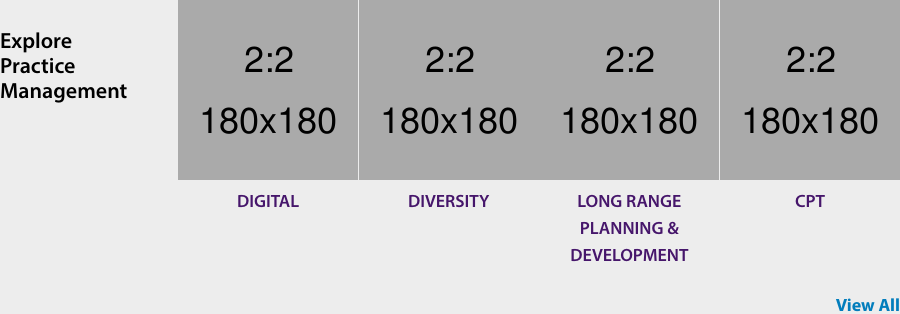 Explore
Practice
Management
2:2
180x180
2:2
180x180
2:2
180x180
2:2
180x180
DIGITAL
DIVERSITY
LONG RANGE
PLANNING &
DEVELOPMENT
CPT
View All